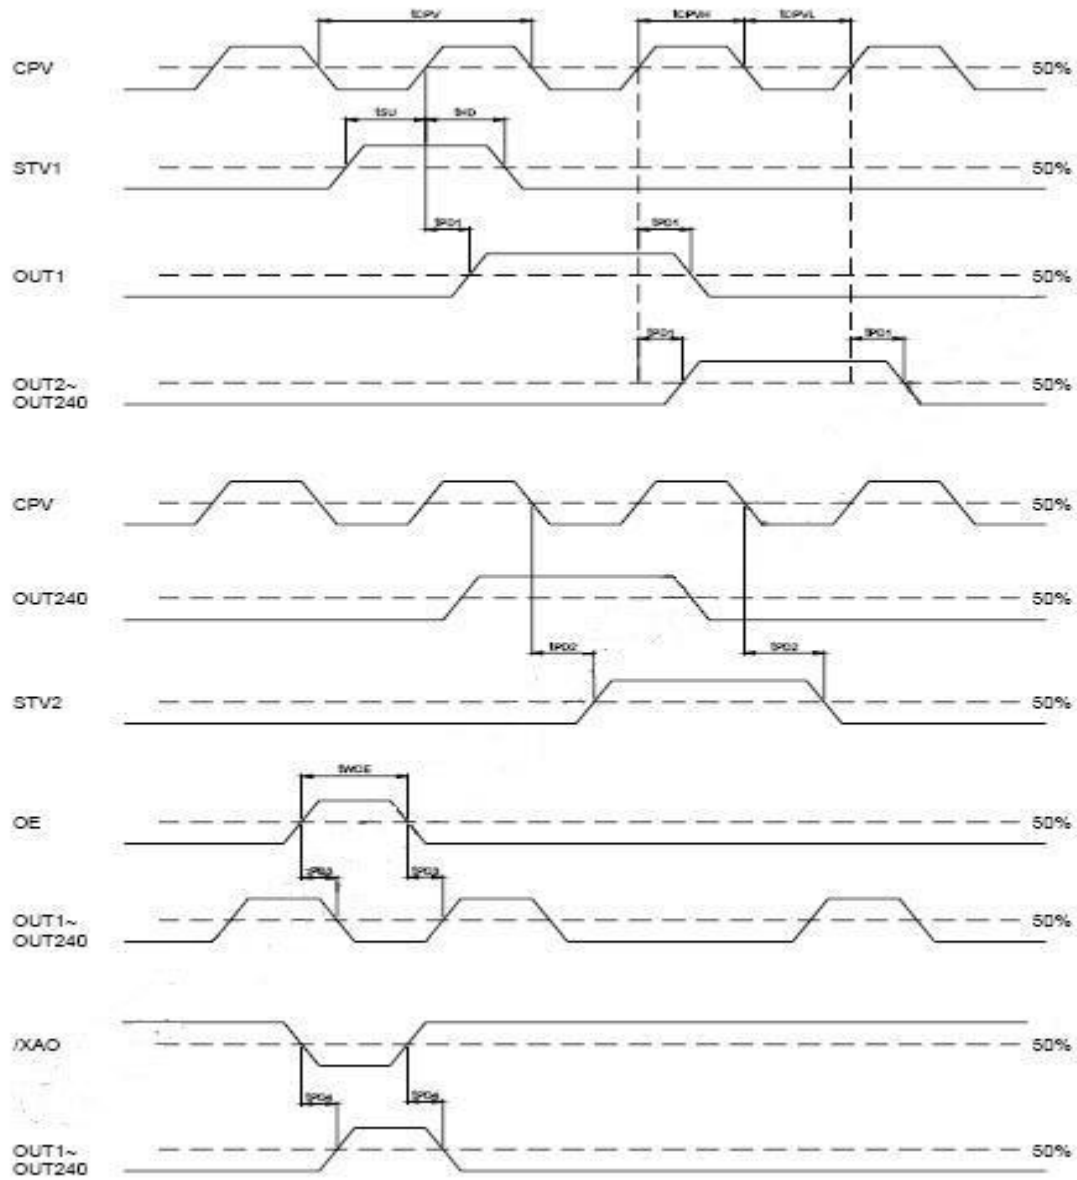 tCPV
tCPVH
tCPVL
CPV
50%
tSU
tHD
STV1
50%
tPD1
tPD1
OUT1
50%
tPD1
tPD1
OUT2~
OUT240
50%
CPV
50%
OUT240
50%
tPD2
tPD2
STV2
50%
tWOE
OE
50%
tPD3
tPD3
OUT1~
OUT240
50%
/XAO
50%
tPD4
tPD4
OUT1~
OUT240
50%